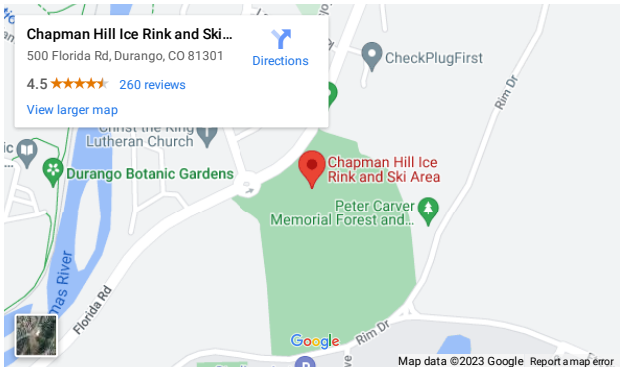 Chapman Hill Ice Rink and Ski...
500 Florida Rd, Durango, CO 81301
4.5
260 reviews
View larger map
Directions
CheckPlugFirst
Rim Dr
Christ the King
Lutheran Church
ic
Durango Botanic Gardens
Chapman Hill Ice
Rink and Ski Area
Peter Carver
Memorial Forest and...
mas River
Florida Rd
Rim Dr
Google
Map data ©2023 Google
Report a map error